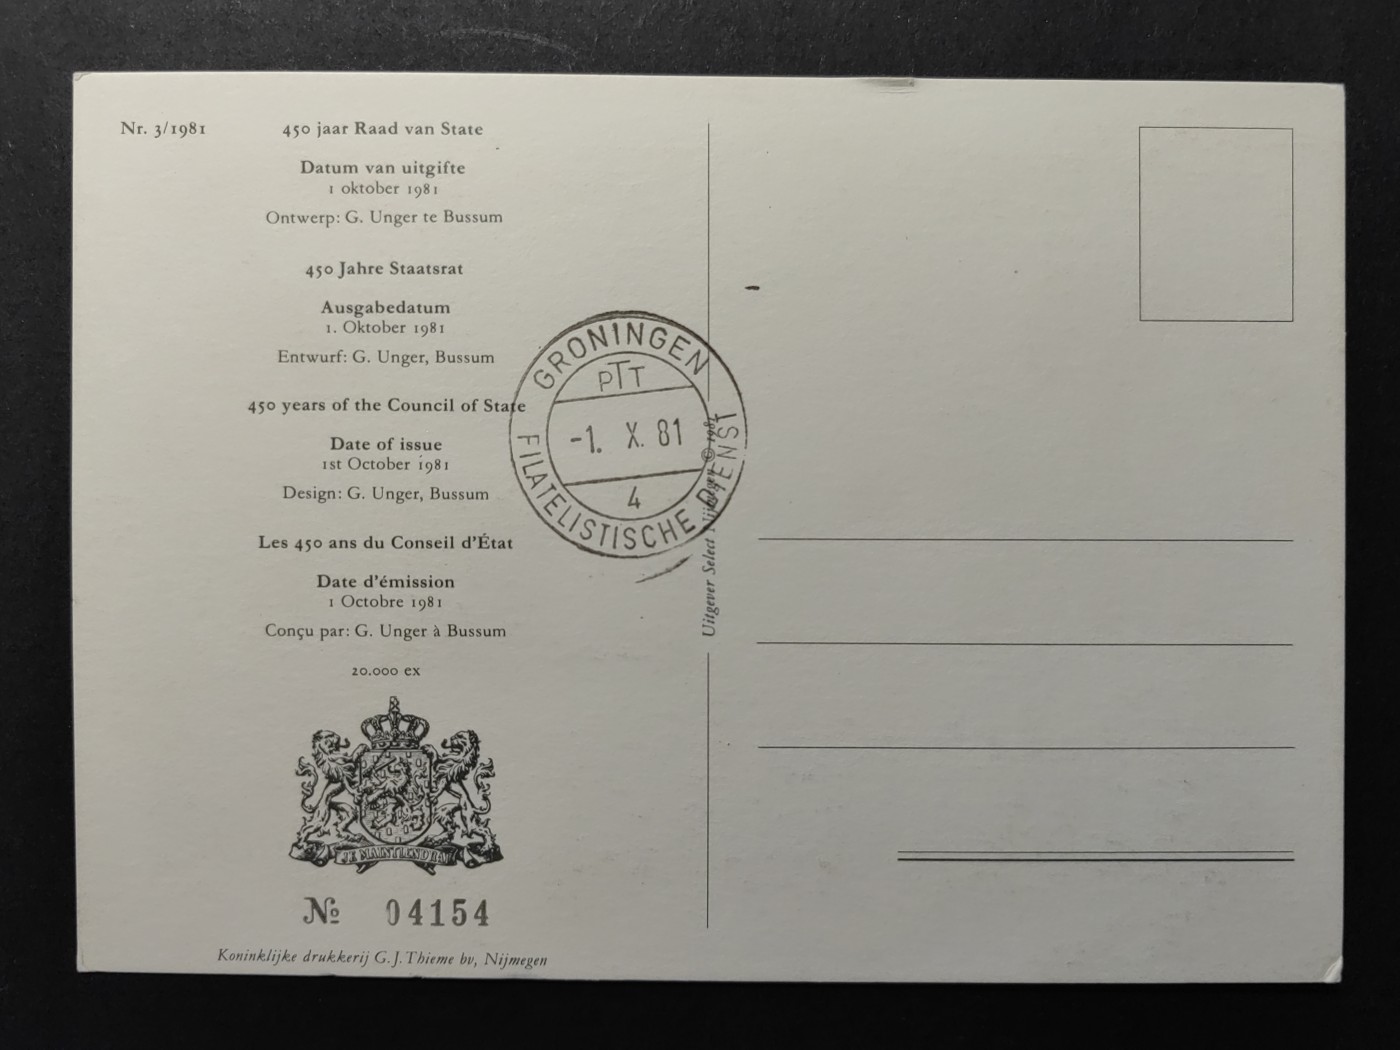 Nr. 3/1981
450 jaar Raad van State
Datum van uitgifte
1 oktober 1981
Ontwerp: G. Unger te Bussum
450 Jahre Staatsrat
Ausgabedatum
1. Oktober 1981
Entwurf: G. Unger, Bussum
450 years of the Council of State
Date of issue
1st October 1981
Design: G. Unger, Bussum
Les 450 ans du Conseil d'État
Date d'émission
1 Octobre 1981
Conçu par: G. Unger à Bussum
20.000 ex
JE MAINTIENDRAI
No 04154
Koninklijke drukkerij G.J. Thieme bv, Nijmegen
GRONINGEN
PTT
-1. X. 81
4
FILATELISTISCHE DIENST
Uitgever Select Nijmegen © 1981